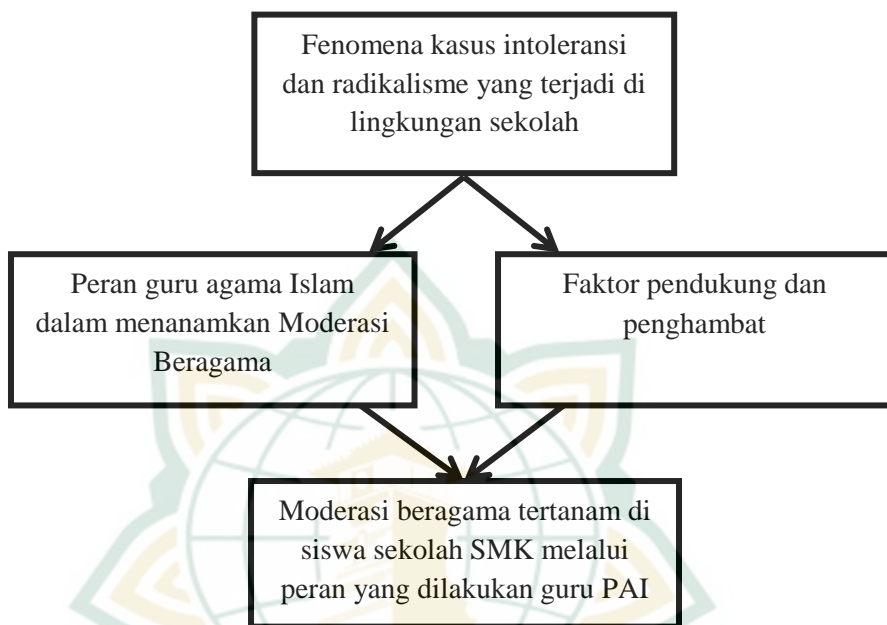 Fenomena kasus intoleransi
dan radikalisme yang terjadi di
lingkungan sekolah
Peran guru agama Islam
dalam menanamkan Moderasi
Beragama
Faktor pendukung dan
penghambat
Moderasi beragama tertanam di
siswa sekolah SMK melalui
peran yang dilakukan guru PAI